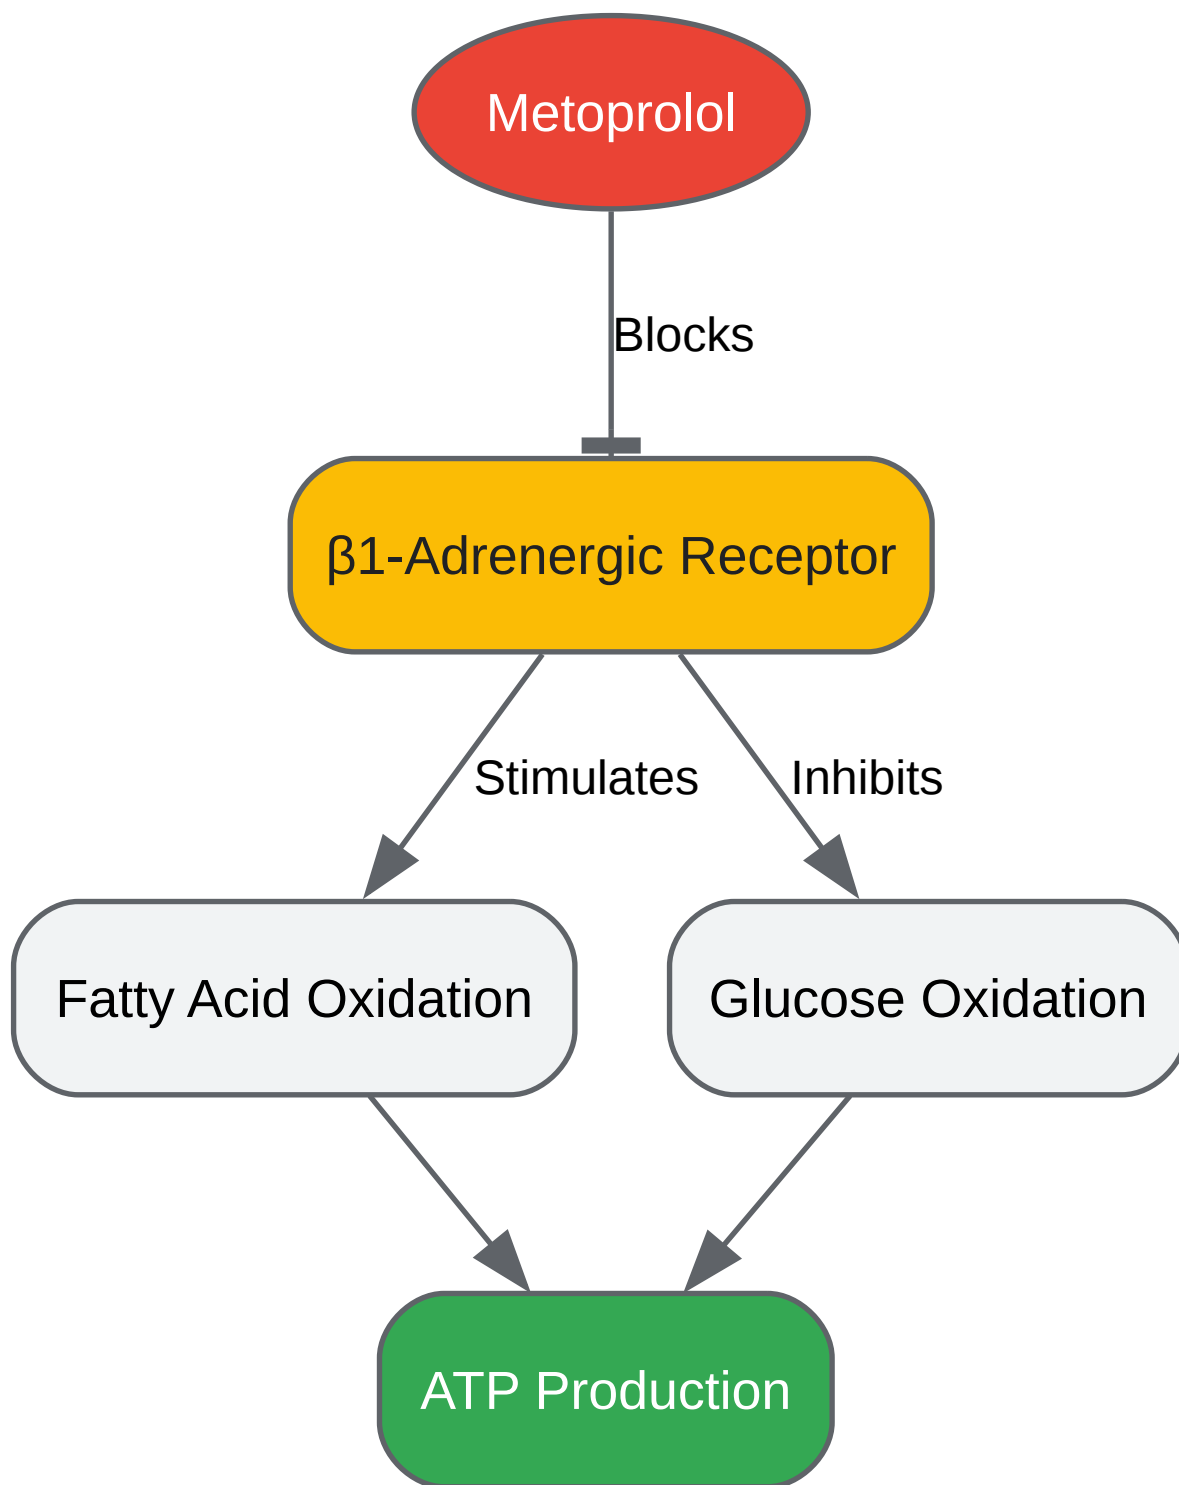 Metoprolol
Blocks
β1-Adrenergic Receptor
Stimulates
Inhibits
Fatty Acid Oxidation
Glucose Oxidation
ATP Production